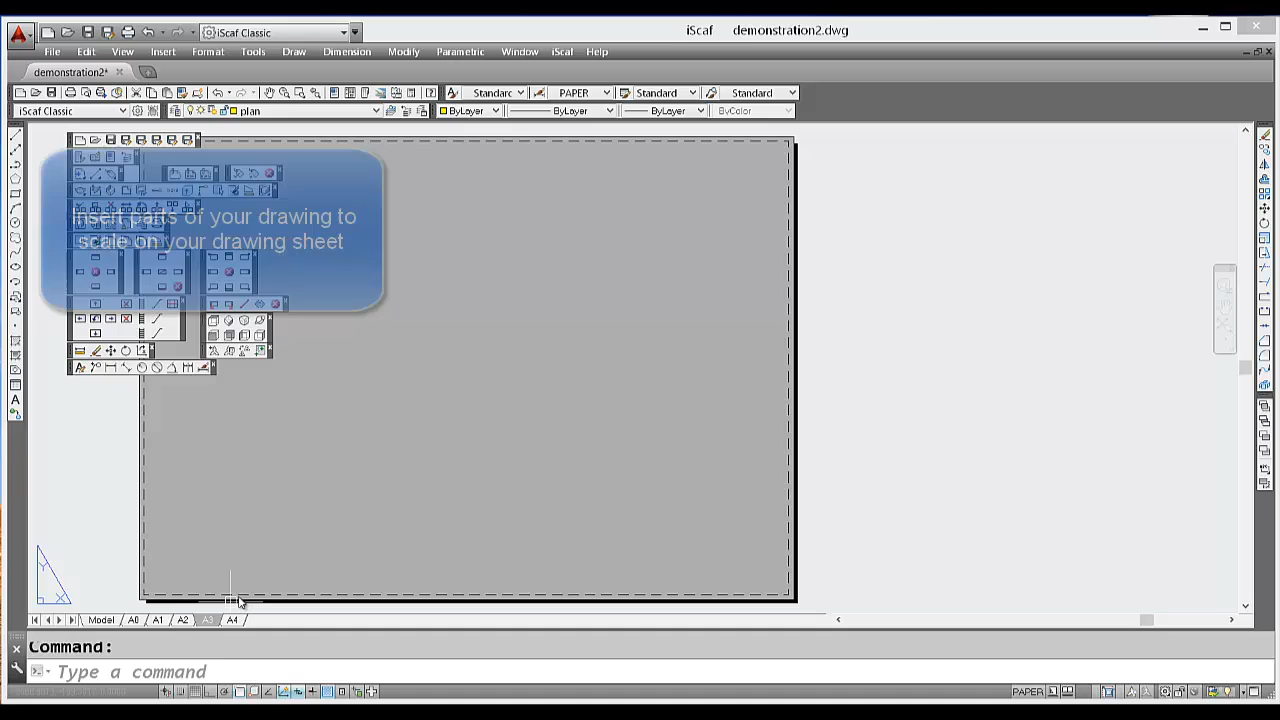 iScaf Classic
iScaf demonstration2.dwg
File Edit View Insert Format Tools Draw Dimension Modify Parametric Window iScaf Help
demonstration2*
Standarc PAPER Standard Standard
iScaf Classic plan ByLayer ByLayer ByLayer ByColor
Insert parts of your drawing to
scale on your drawing sheet
Y
X
Model A0 A1 A2 A3 A4
Command:
Type a command
PAPER